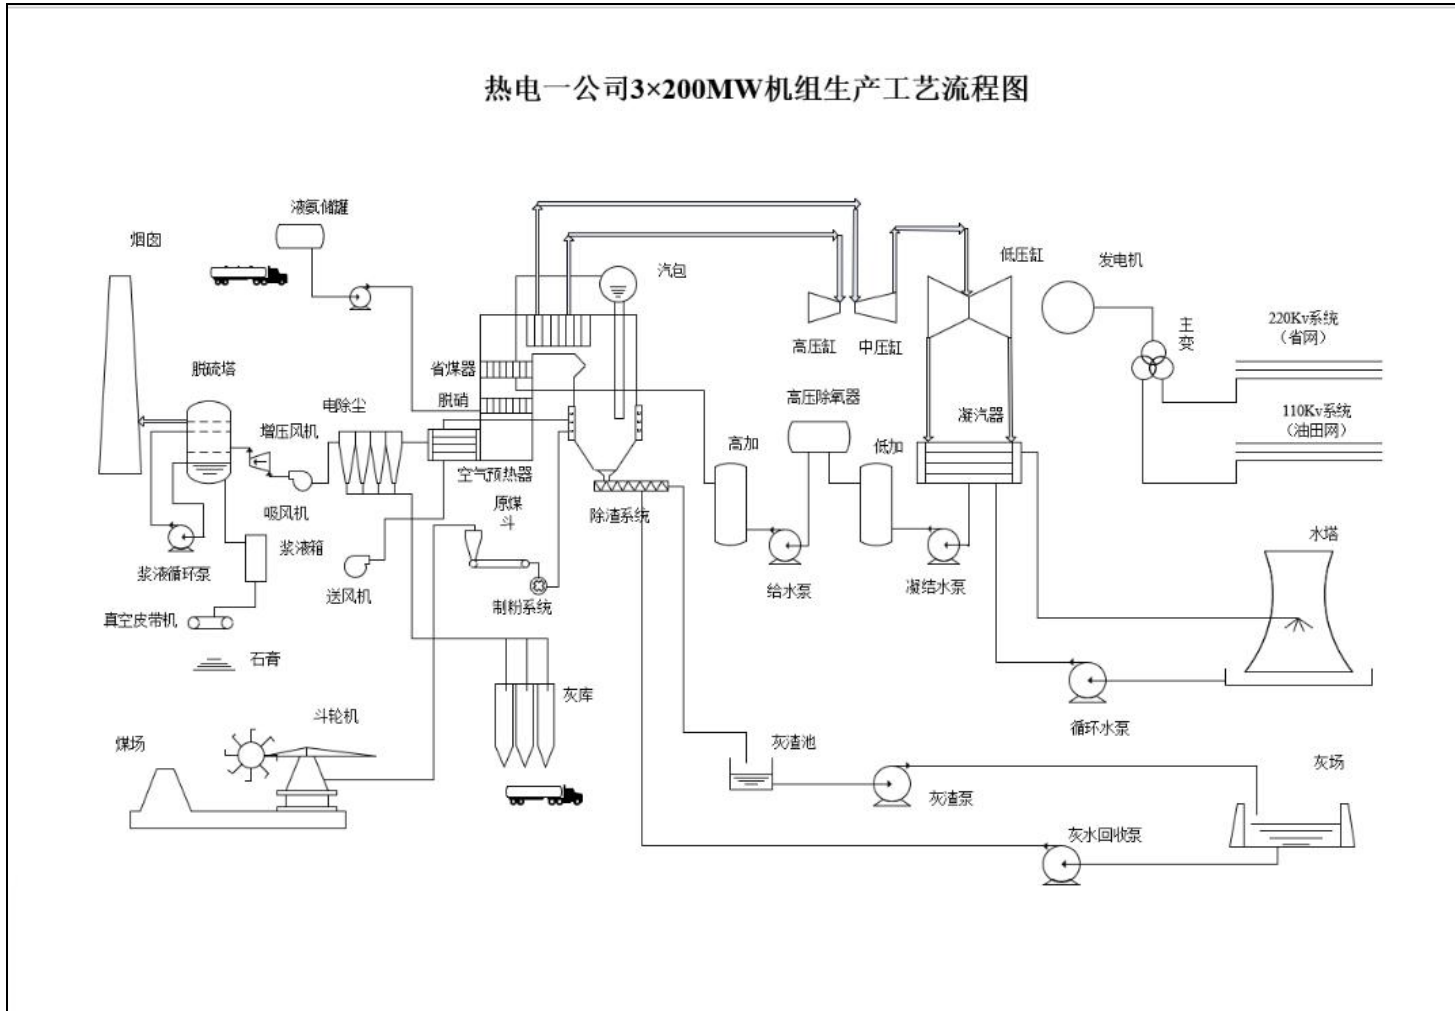 热电一公司3×200MW机组生产工艺流程图
液氨储罐
烟囱
汽包
低压缸
发电机
220Kv系统
（省网）
主变
高压缸
中压缸
省煤器
脱硫塔
脱硝
电除尘
高压除氧器
凝汽器
110Kv系统
（油田网）
增压风机
高加
低加
空气预热器
原煤斗
吸风机
除渣系统
水塔
浆液箱
浆液循环泵
送风机
制粉系统
给水泵
凝结水泵
真空皮带机
石膏
灰库
斗轮机
循环水泵
煤场
灰渣池
灰场
灰渣泵
灰水回收泵